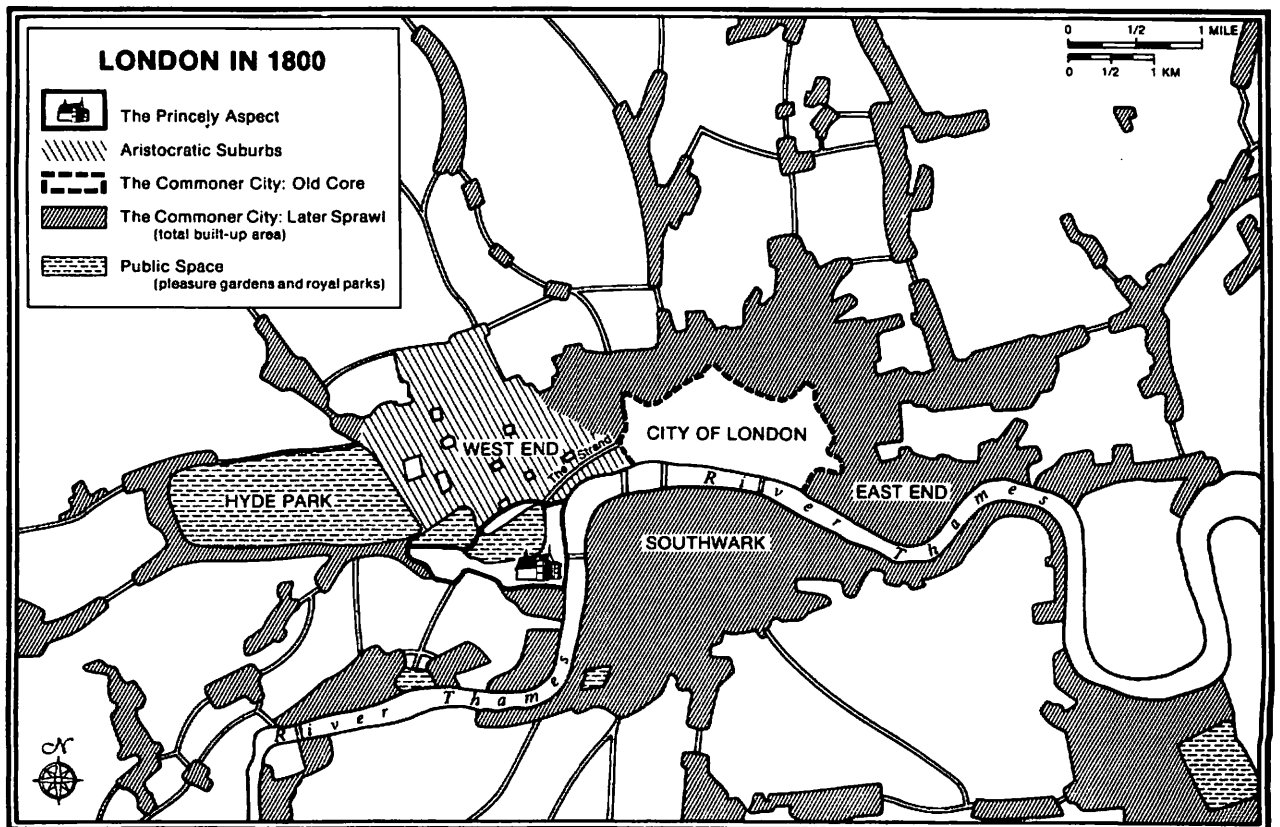 LONDON IN 1800
The Princely Aspect
Aristocratic Suburbs
The Commoner City: Old Core
The Commoner City: Later Sprawl
(total built-up area)
Public Space
(pleasure gardens and royal parks)
0 1/2 1 MILE
0 1/2 1 KM
WEST END
The Strand
CITY OF LONDON
HYDE PARK
EAST END
River Thames
SOUTHWARK
River Thames
N